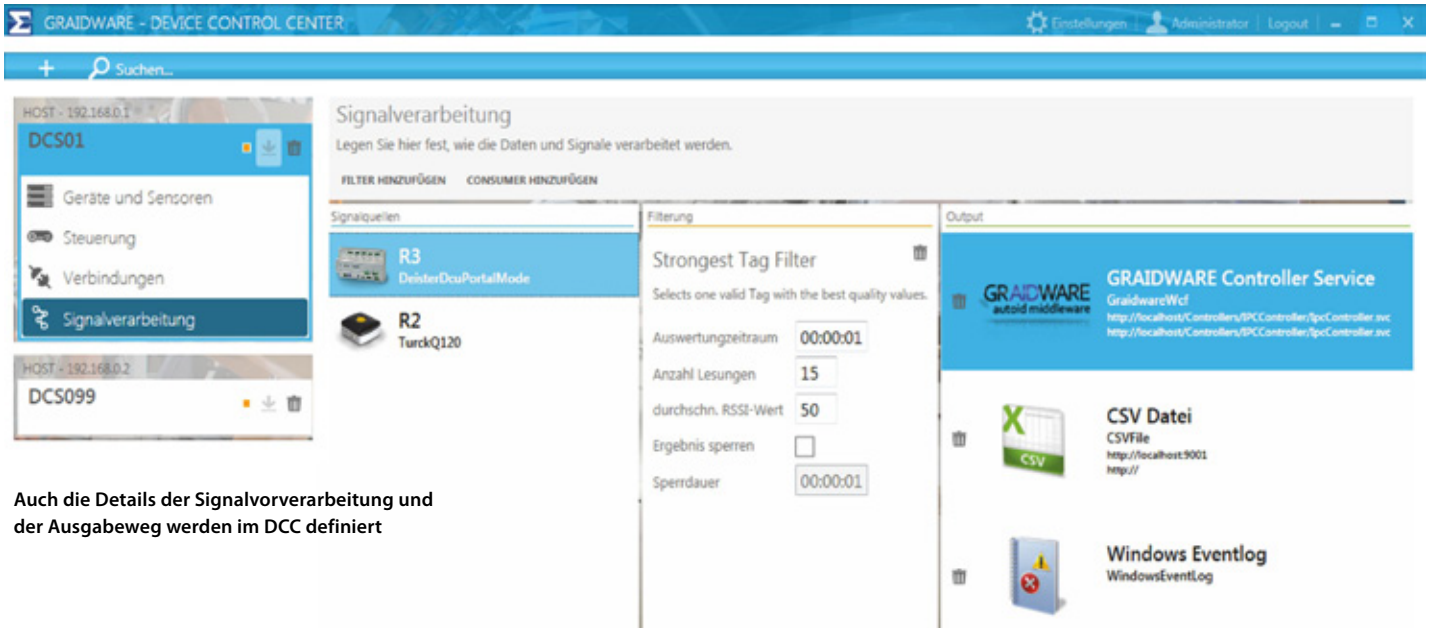 GRAIDWARE - DEVICE CONTROL CENTER
Einstellungen | Administrator | Logout
Suchen...
HOST - 192.168.0.1
DCS01
Geräte und Sensoren
Steuerung
Verbindungen
Signalverarbeitung
HOST - 192.168.0.2
DCS099
Auch die Details der Signalvorverarbeitung und
der Ausgabeweg werden im DCC definiert
Signalverarbeitung
Legen Sie hier fest, wie die Daten und Signale verarbeitet werden.
FILTER HINZUFÜGEN CONSUMER HINZUFÜGEN
Signalquellen
R3
DeisterDcuPortalMode
R2
TurckQ120
Filterung
Strongest Tag Filter
Selects one valid Tag with the best quality values.
Auswertungzeitraum 00:00:01
Anzahl Lesungen 15
durchschn. RSSI-Wert 50
Ergebnis sperren
Sperrdauer 00:00:01
Output
GRAIDWARE
autoid middleware
GRAIDWARE Controller Service
GraidwareWcf
http://localhost/Controllers/IPCController/IpcController.svc
http://localhost/Controllers/IPCController/IpcController.svc
CSV
CSV Datei
CSVFile
http://localhost:9001
http://
Windows Eventlog
WindowsEventLog